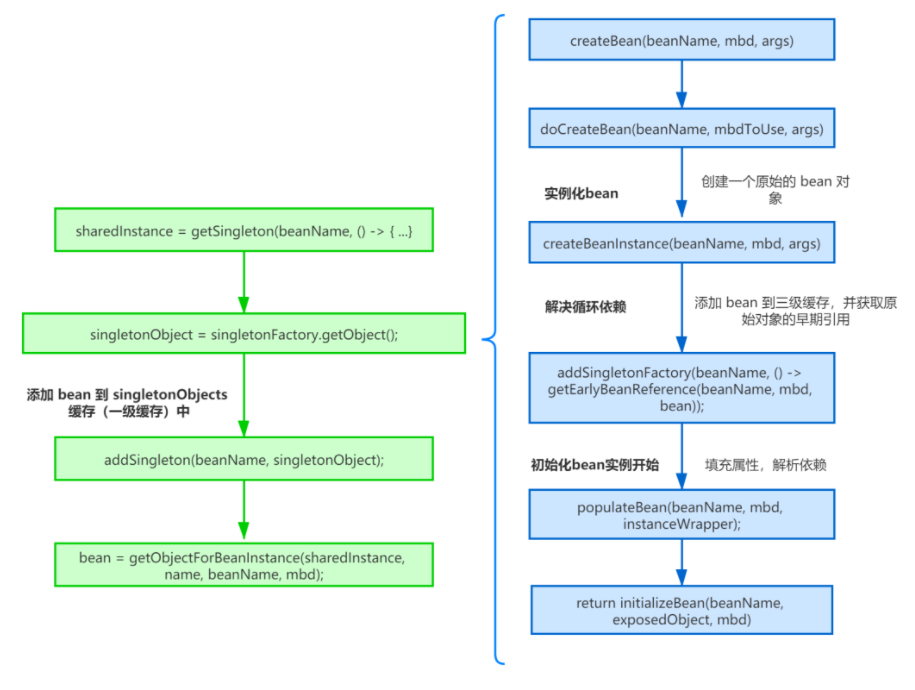 sharedInstance = getSingleton(beanName, () -> { ...}
singletonObject = singletonFactory.getObject();
添加 bean 到 singletonObjects
缓存（一级缓存）中
addSingleton(beanName, singletonObject);
bean = getObjectForBeanInstance(sharedInstance,
name, beanName, mbd);
createBean(beanName, mbd, args)
doCreateBean(beanName, mbdToUse, args)
实例化bean
创建一个原始的 bean 对
象
createBeanInstance(beanName, mbd, args)
解决循环依赖
添加 bean 到三级缓存，并获取原
始对象的早期引用
addSingletonFactory(beanName, () ->
getEarlyBeanReference(beanName, mbd,
bean));
初始化bean实例开始
填充属性，解析依赖
populateBean(beanName, mbd,
instanceWrapper);
return initializeBean(beanName,
exposedObject, mbd)